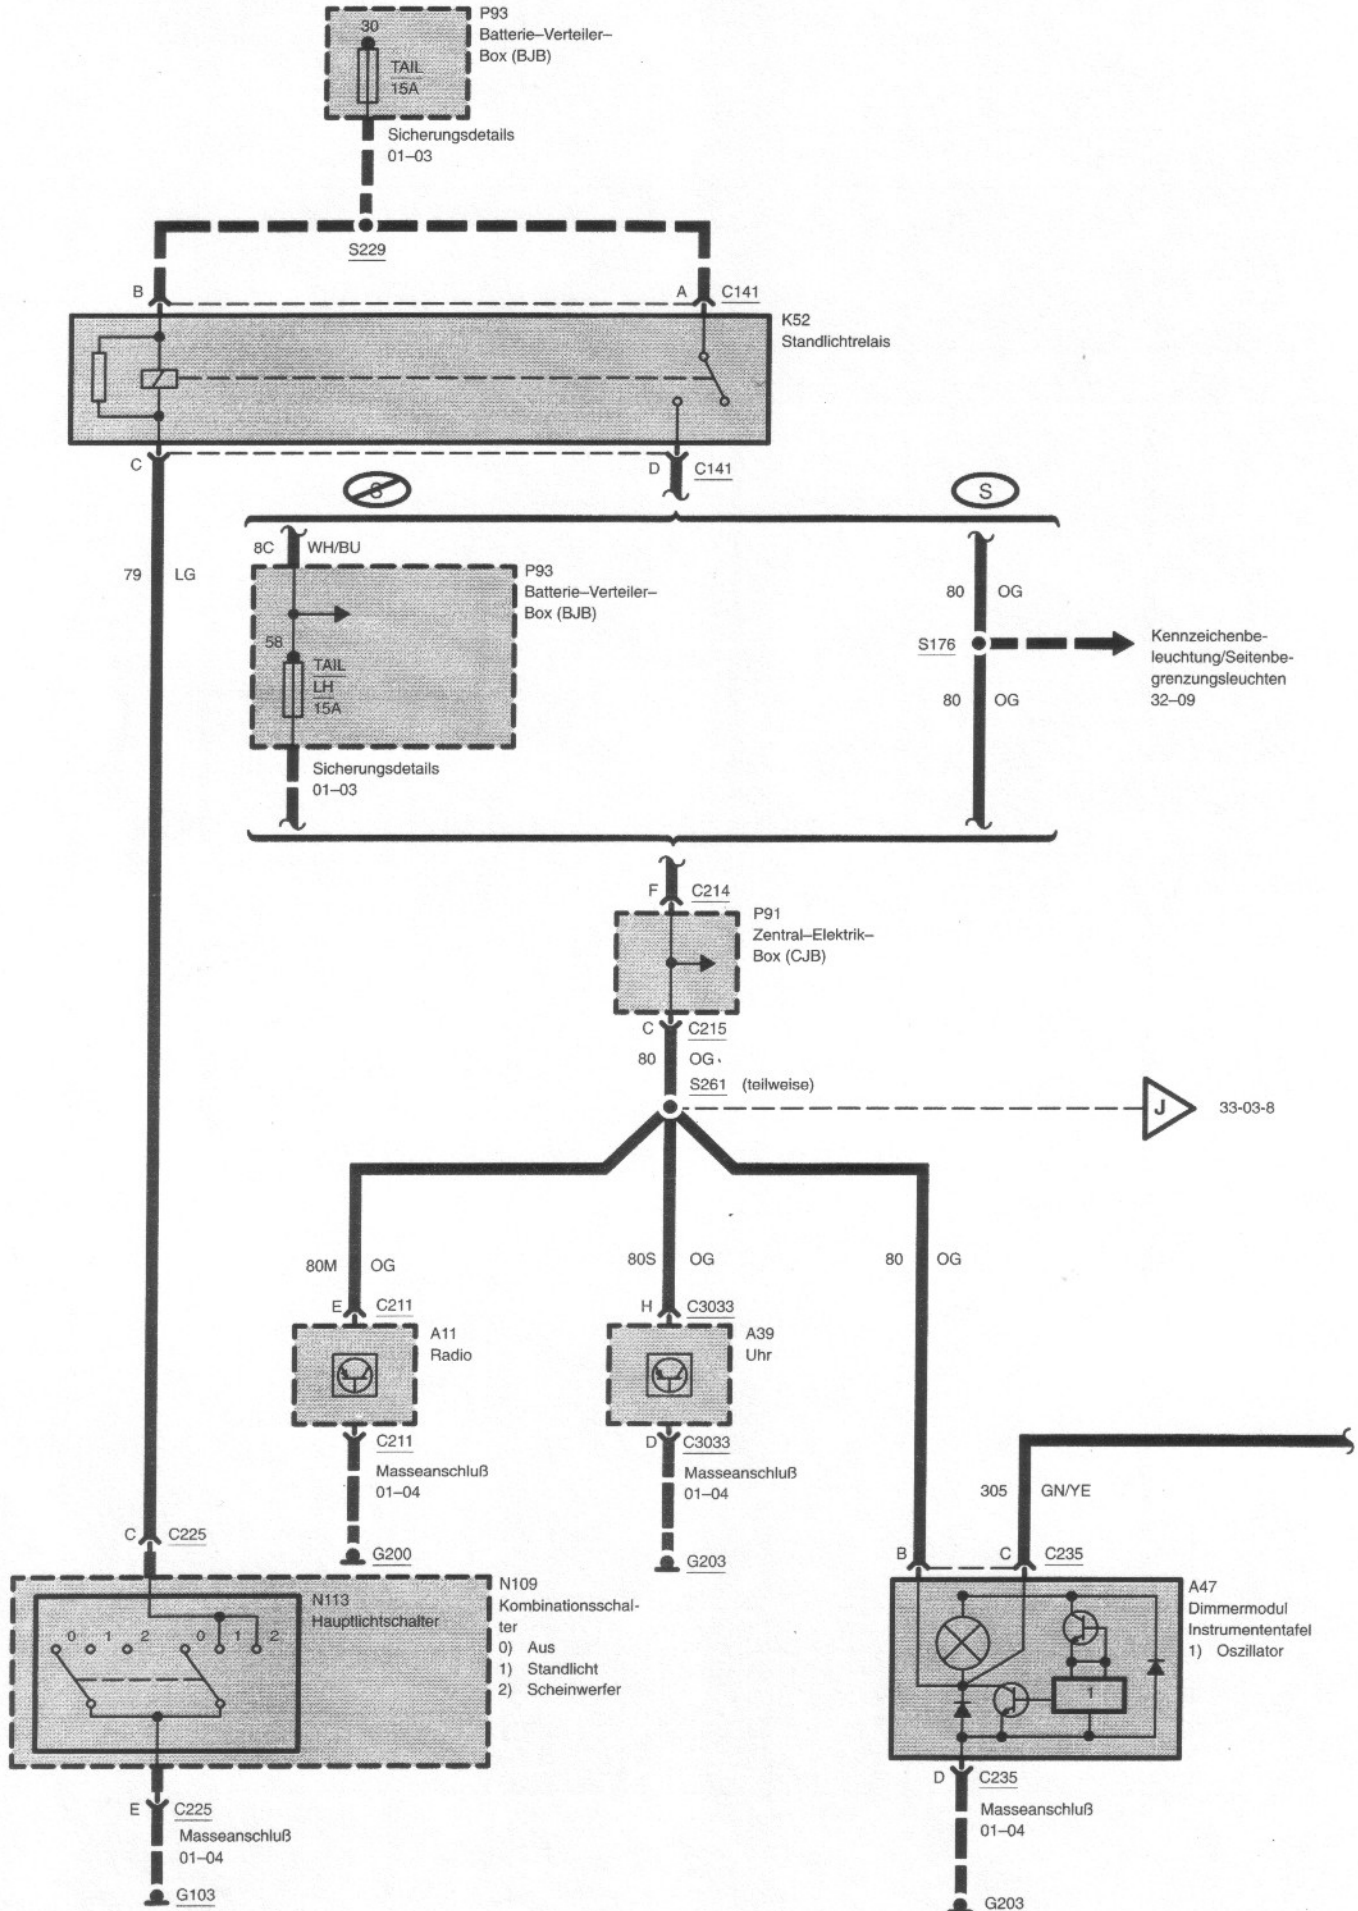 P93
Batterie–Verteiler–
Box (BJB)
30
TAIL
15A
Sicherungsdetails
01–03
S229
B
A
C141
K52
Standlichtrelais
C
D
C141
S
S
8C
WH/BU
79
LG
P93
Batterie–Verteiler–
Box (BJB)
58
TAIL
LH
15A
Sicherungsdetails
01–03
80
OG
S176
Kennzeichenbe-
leuchtung/Seitenbe-
grenzungsleuchten
32–09
80
OG
F
C214
P91
Zentral–Elektrik–
Box (CJB)
C
C215
80
OG
S261 (teilweise)
J
33-03-8
80M
OG
80S
OG
80
OG
E
C211
A11
Radio
H
C3033
A39
Uhr
C211
Masseanschluß
01–04
G200
D
C3033
Masseanschluß
01–04
G203
305
GN/YE
C
C225
N109
Kombinationsschal-
ter
0) Aus
1) Standlicht
2) Scheinwerfer
N113
Hauptlichtschalter
0 1 2 0 1 2
E
C225
Masseanschluß
01–04
G103
B
C
C235
A47
Dimmermodul
Instrumententafel
1) Oszillator
1
D
C235
Masseanschluß
01–04
G203